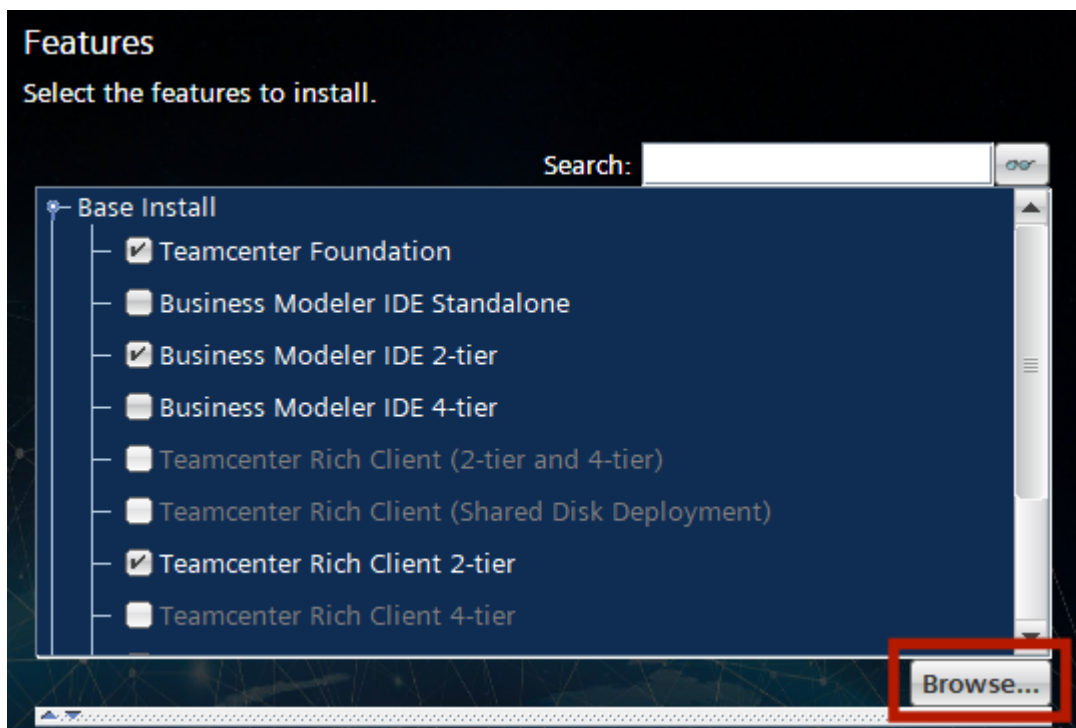 Features
Select the features to install.
Search:
Base Install
Teamcenter Foundation
Business Modeler IDE Standalone
Business Modeler IDE 2-tier
Business Modeler IDE 4-tier
Teamcenter Rich Client (2-tier and 4-tier)
Teamcenter Rich Client (Shared Disk Deployment)
Teamcenter Rich Client 2-tier
Teamcenter Rich Client 4-tier
Browse...